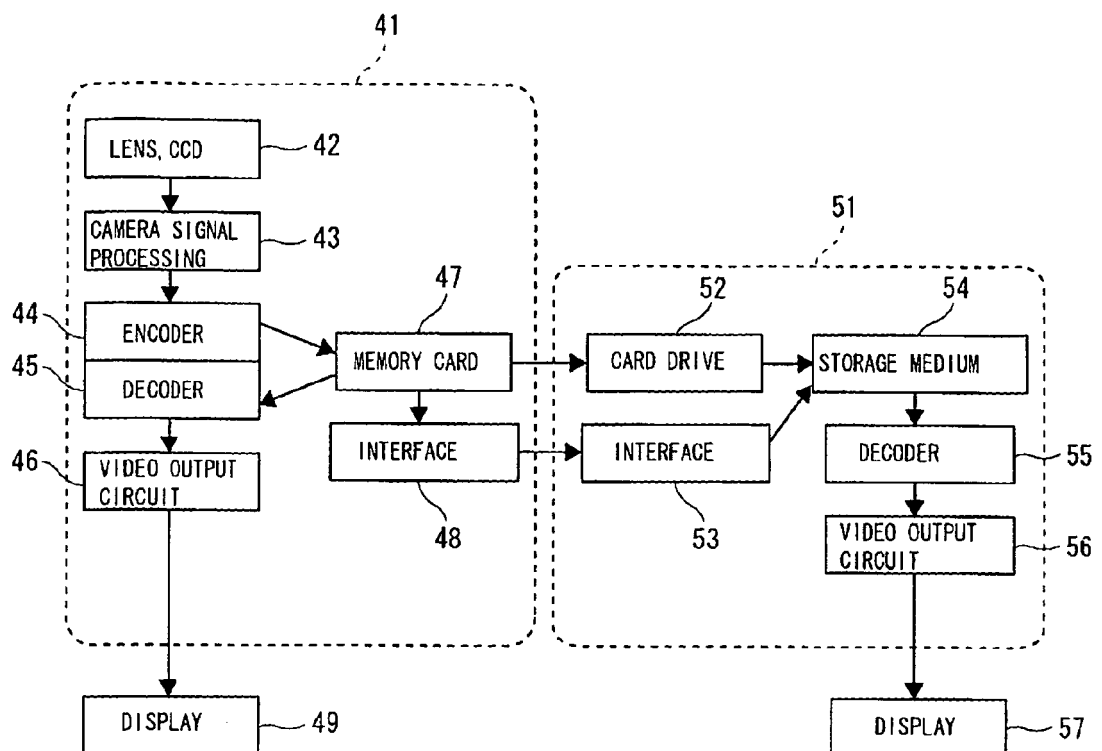 41
LENS, CCD
42
CAMERA SIGNAL
PROCESSING
43
44
ENCODER
45
DECODER
46
VIDEO OUTPUT
CIRCUIT
47
MEMORY CARD
INTERFACE
48
DISPLAY
49
51
52
CARD DRIVE
54
STORAGE MEDIUM
INTERFACE
53
DECODER
55
VIDEO OUTPUT
CIRCUIT
56
DISPLAY
57